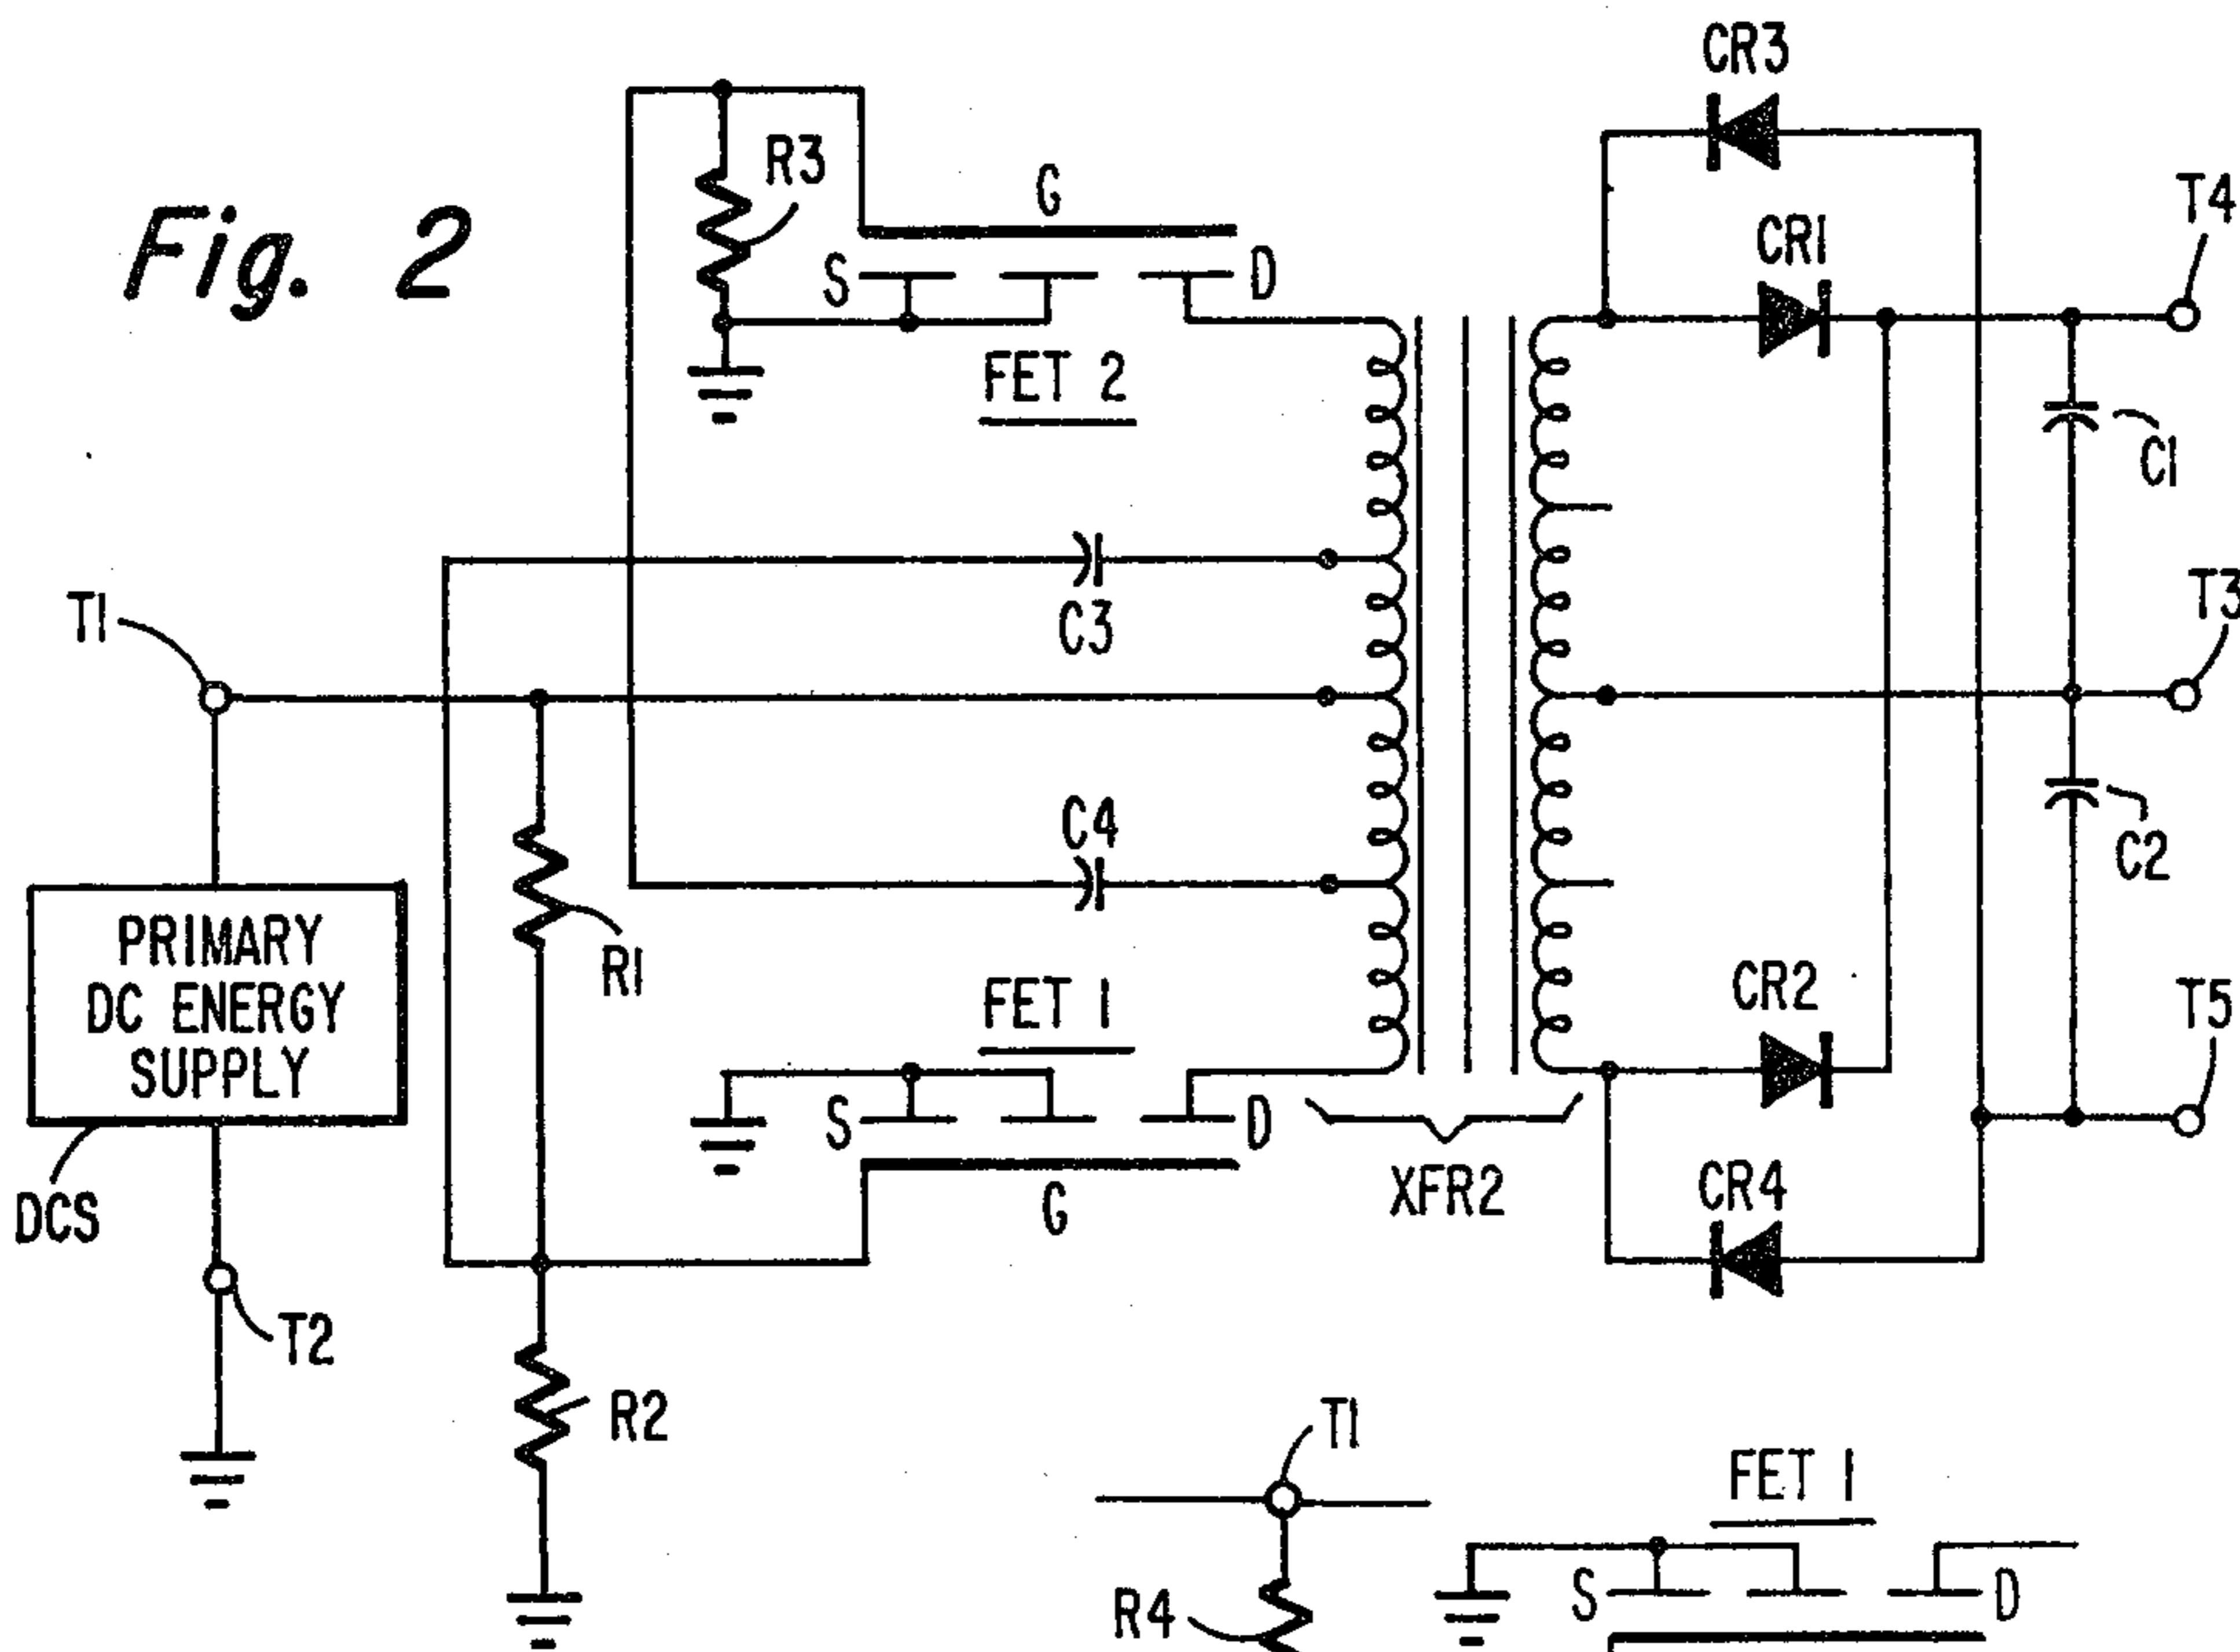 Fig. 2
CR3
R3
G
T4
S
D
CR1
FET 2
C1
T1
C3
T3
C4
C2
PRIMARY
DC ENERGY
SUPPLY
R1
FET 1
CR2
T5
S
D
DCS
G
XFR2
CR4
T2
R2
T1
FET 1
R4
S
D